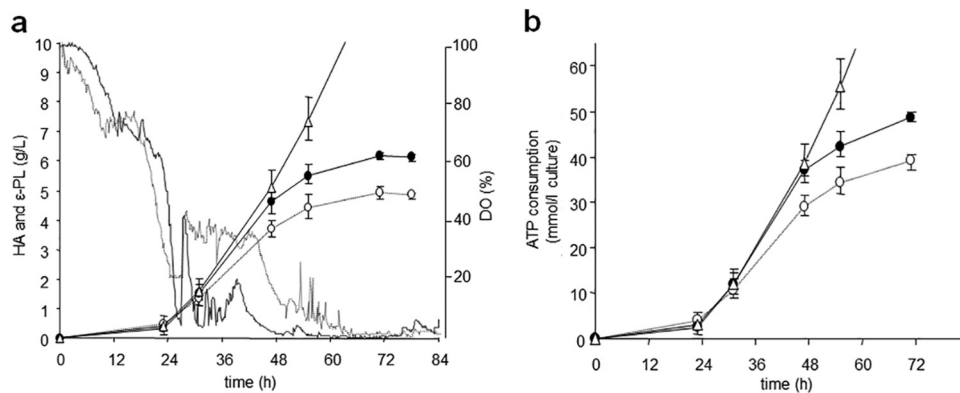 a
HA and ε-PL (g/L)
10
9
8
7
6
5
4
3
2
1
0
0 12 24 36 48 60 72 84
time (h)
100
80
60
40
20
DO (%)
b
ATP consumption
(mmol/l culture)
60
50
40
30
20
10
0
0 12 24 36 48 60 72
time (h)